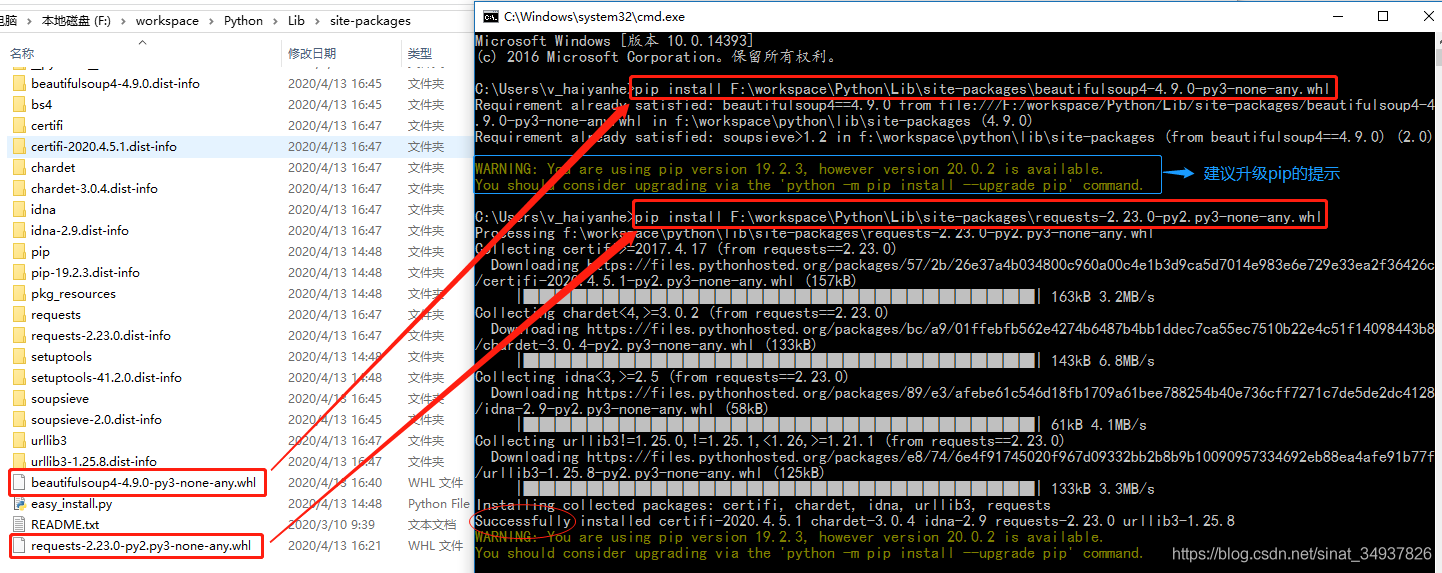 电脑 › 本地磁盘 (F:) › workspace › Python › Lib › site-packages
名称 修改日期 类型
beautifulsoup4-4.9.0.dist-info 2020/4/13 16:45 文件夹
bs4 2020/4/13 16:45 文件夹
certifi 2020/4/13 16:47 文件夹
certifi-2020.4.5.1.dist-info 2020/4/13 16:47 文件夹
chardet 2020/4/13 16:47 文件夹
chardet-3.0.4.dist-info 2020/4/13 16:47 文件夹
idna 2020/4/13 16:47 文件夹
idna-2.9.dist-info 2020/4/13 16:47 文件夹
pip 2020/4/13 14:48 文件夹
pip-19.2.3.dist-info 2020/4/13 14:48 文件夹
pkg_resources 2020/4/13 14:48 文件夹
requests 2020/4/13 16:47 文件夹
requests-2.23.0.dist-info 2020/4/13 16:47 文件夹
setuptools 2020/4/13 14:48 文件夹
setuptools-41.2.0.dist-info 2020/4/13 14:48 文件夹
soupsieve 2020/4/13 16:45 文件夹
soupsieve-2.0.dist-info 2020/4/13 16:45 文件夹
urllib3 2020/4/13 16:47 文件夹
urllib3-1.25.8.dist-info 2020/4/13 16:47 文件夹
beautifulsoup4-4.9.0-py3-none-any.whl 2020/4/13 16:40 WHL 文件
easy_install.py 2020/4/13 14:48 Python File
README.txt 2020/3/10 9:39 文本文档
requests-2.23.0-py2.py3-none-any.whl 2020/4/13 16:21 WHL 文件
C:\Windows\system32\cmd.exe
Microsoft Windows [版本 10.0.14393]
(c) 2016 Microsoft Corporation。保留所有权利。
C:\Users\v_haiyanhe>pip install F:\workspace\Python\Lib\site-packages\beautifulsoup4-4.9.0-py3-none-any.whl
Requirement already satisfied: beautifulsoup4==4.9.0 from file:///F:/workspace/Python/Lib/site-packages/beautifulsoup4-4
.9.0-py3-none-any.whl in f:\workspace\python\lib\site-packages (4.9.0)
Requirement already satisfied: soupsieve>1.2 in f:\workspace\python\lib\site-packages (from beautifulsoup4==4.9.0) (2.0)
WARNING: You are using pip version 19.2.3, however version 20.0.2 is available.
You should consider upgrading via the 'python -m pip install --upgrade pip' command.
建议升级pip的提示
C:\Users\v_haiyanhe>pip install F:\workspace\Python\Lib\site-packages\requests-2.23.0-py2.py3-none-any.whl
Processing f:\workspace\python\lib\site-packages\requests-2.23.0-py2.py3-none-any.whl
Collecting certifi>=2017.4.17 (from requests==2.23.0)
Downloading https://files.pythonhosted.org/packages/57/2b/26e37a4b034800c960a00c4e1b3d9ca5d7014e983e6e729e33ea2f36426c
/certifi-2020.4.5.1-py2.py3-none-any.whl (157kB)
163kB 3.2MB/s
Collecting chardet<4,>=3.0.2 (from requests==2.23.0)
Downloading https://files.pythonhosted.org/packages/bc/a9/01ffebfb562e4274b6487b4bb1ddec7ca55ec7510b22e4c51f14098443b8
/chardet-3.0.4-py2.py3-none-any.whl (133kB)
143kB 6.8MB/s
Collecting idna<3,>=2.5 (from requests==2.23.0)
Downloading https://files.pythonhosted.org/packages/89/e3/afebe61c546d18fb1709a61bee788254b40e736cff7271c7de5de2dc4128
/idna-2.9-py2.py3-none-any.whl (58kB)
61kB 4.1MB/s
Collecting urllib3!=1.25.0,!=1.25.1,<1.26,>=1.21.1 (from requests==2.23.0)
Downloading https://files.pythonhosted.org/packages/e8/74/6e4f91745020f967d09332bb2b8b9b1009095733469​2eb88ea4afe91b77f
/urllib3-1.25.8-py2.py3-none-any.whl (125kB)
133kB 3.3MB/s
Installing collected packages: certifi, chardet, idna, urllib3, requests
Successfully installed certifi-2020.4.5.1 chardet-3.0.4 idna-2.9 requests-2.23.0 urllib3-1.25.8
WARNING: You are using pip version 19.2.3, however version 20.0.2 is available.
You should consider upgrading via the 'python -m pip install --upgrade pip' command.
https://blog.csdn.net/sinat_34937826